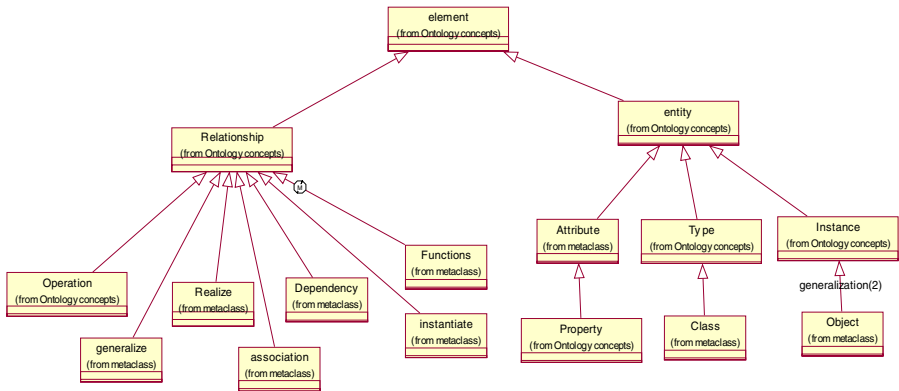 element
(from Ontology concepts)
entity
(from Ontology concepts)
Relationship
(from Ontology concepts)
M
Attribute
(from metaclass)
Type
(from Ontology concepts)
Instance
(from Ontology concepts)
Functions
(from metaclass)
Operation
(from Ontology concepts)
Realize
(from metaclass)
Dependency
(from metaclass)
generalization(2)
instantiate
(from metaclass)
Property
(from Ontology concepts)
Class
(from metaclass)
Object
(from metaclass)
generalize
(from metaclass)
association
(from metaclass)